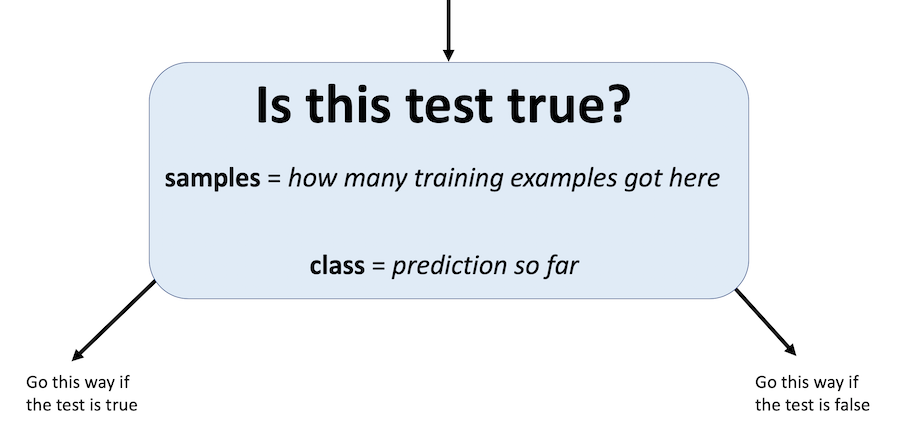 Is this test true?
samples = how many training examples got here
class = prediction so far
Go this way if
the test is true
Go this way if
the test is false